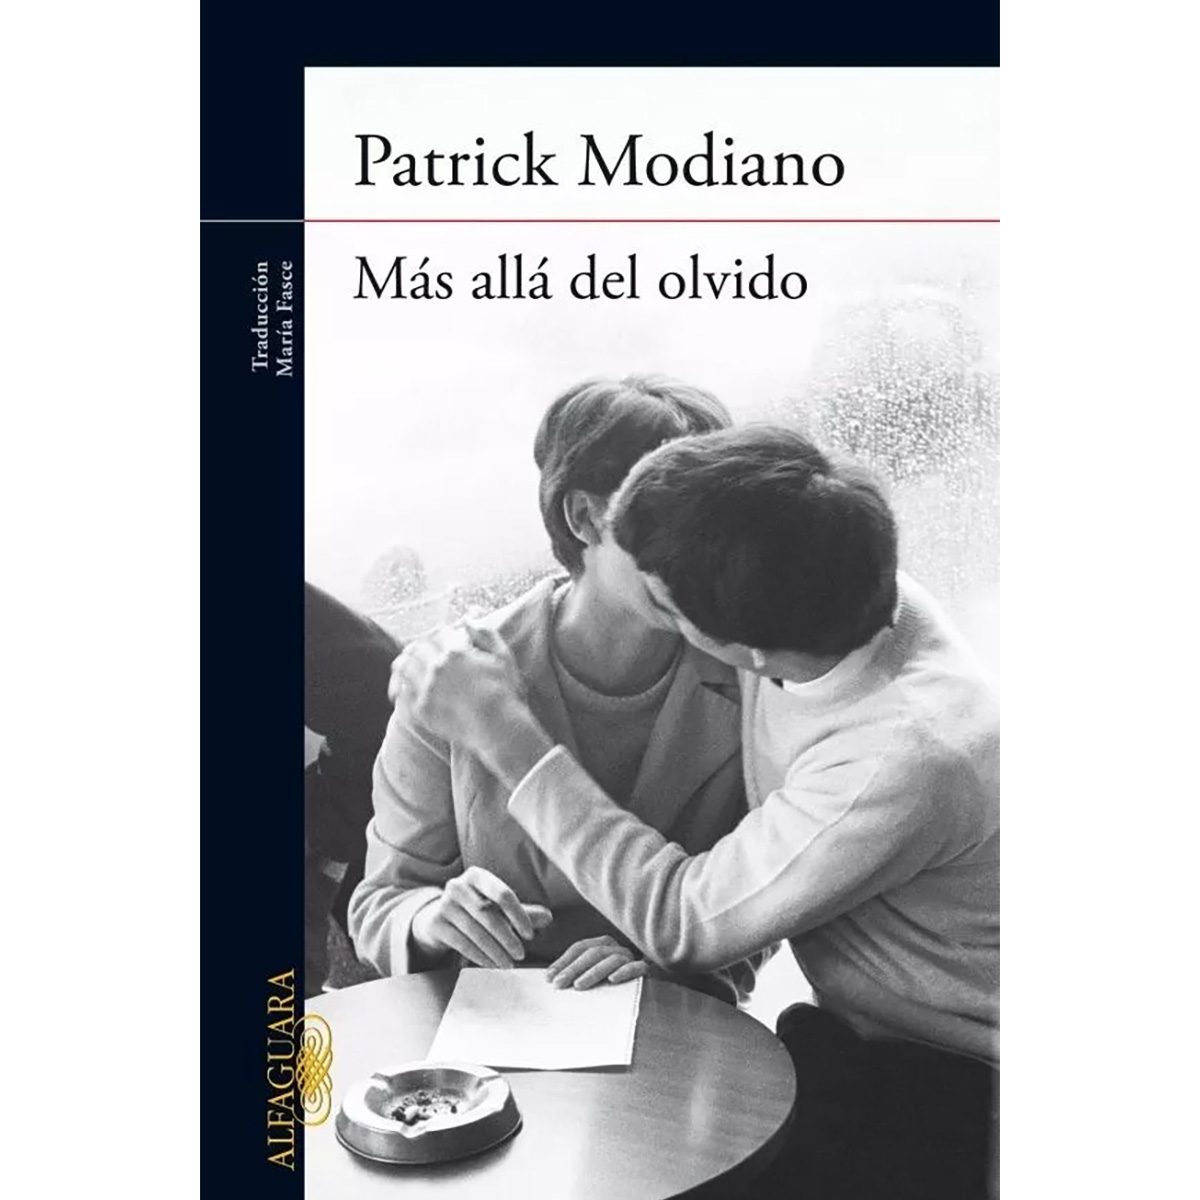 Patrick Modiano
Más allá del olvido
Traducción
María Fasce
ALFAGUARA